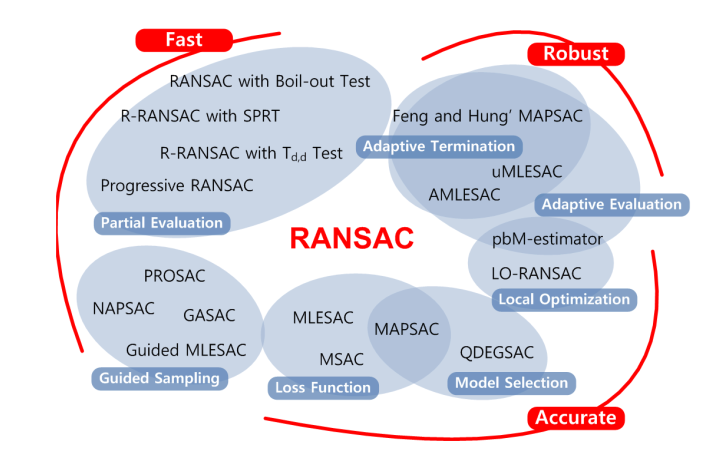 Fast
Robust
RANSAC with Boil-out Test
R-RANSAC with SPRT
Feng and Hung’ MAPSAC
Adaptive Termination
R-RANSAC with Td,d Test
uMLESAC
Progressive RANSAC
AMLESAC
Adaptive Evaluation
Partial Evaluation
RANSAC
pbM-estimator
LO-RANSAC
Local Optimization
PROSAC
NAPSAC
GASAC
Guided MLESAC
Guided Sampling
MLESAC
MAPSAC
MSAC
Loss Function
QDEGSAC
Model Selection
Accurate